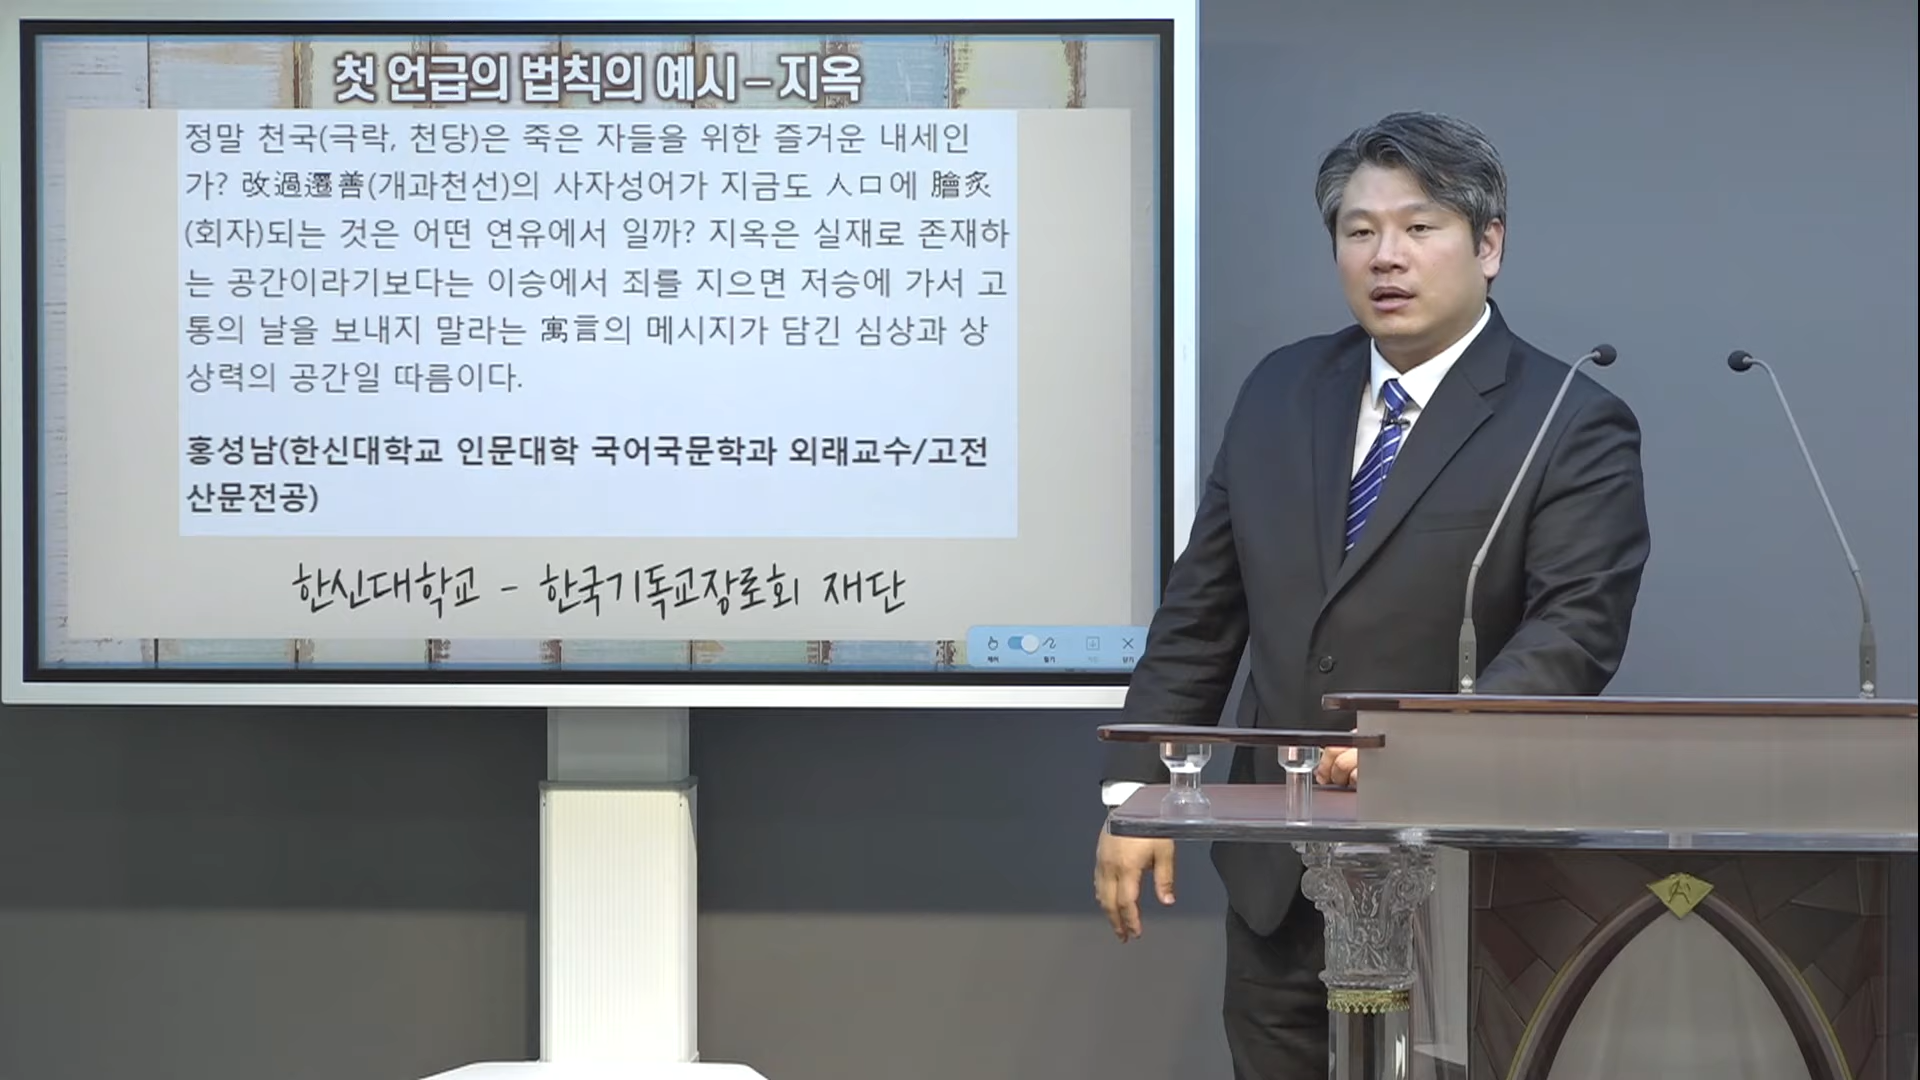 첫 언급의 법칙의 예시 – 지옥
정말 천국(극락, 천당)은 죽은 자들을 위한 즐거운 내세인
가? 改過遷善(개과천선)의 사자성어가 지금도 人口에 膾炙
(회자)되는 것은 어떤 연유에서 일까? 지옥은 실재로 존재하
는 공간이라기보다는 이승에서 죄를 지으면 저승에 가서 고
통의 날을 보내지 말라는 寓言의 메시지가 담긴 심상과 상
상력의 공간일 따름이다.
홍성남(한신대학교 인문대학 국어국문학과 외래교수/고전
산문전공)
한신대학교 - 한국기독교장로회 재단